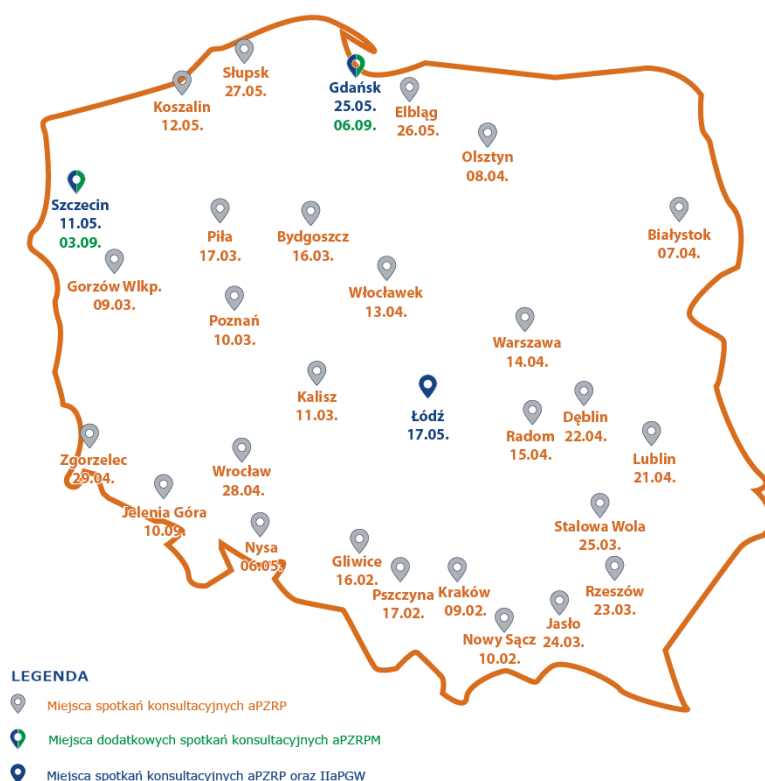 Słupsk
27.05.
Koszalin
12.05.
Gdańsk
25.05.
06.09.
Elbląg
26.05.
Olsztyn
08.04.
Szczecin
11.05.
03.09.
Piła
17.03.
Bydgoszcz
16.03.
Białystok
07.04.
Gorzów Wlkp.
09.03.
Włocławek
13.04.
Poznań
10.03.
Warszawa
14.04.
Kalisz
11.03.
Łódź
17.05.
Dęblin
22.04.
Radom
15.04.
Lublin
21.04.
Zgorzelec
29.04.
Wrocław
28.04.
Jelenia Góra
10.09.
Stalowa Wola
25.03.
Nysa
06.05.
Gliwice
16.02.
Pszczyna
17.02.
Kraków
09.02.
Rzeszów
23.03.
Nowy Sącz
10.02.
Jasło
24.03.
LEGENDA
Miejsca spotkań konsultacyjnych aPZRP
Miejsca dodatkowych spotkań konsultacyjnych aPZRPM
Miejsca spotkań konsultacyjnych aPZRP oraz IIaPGW